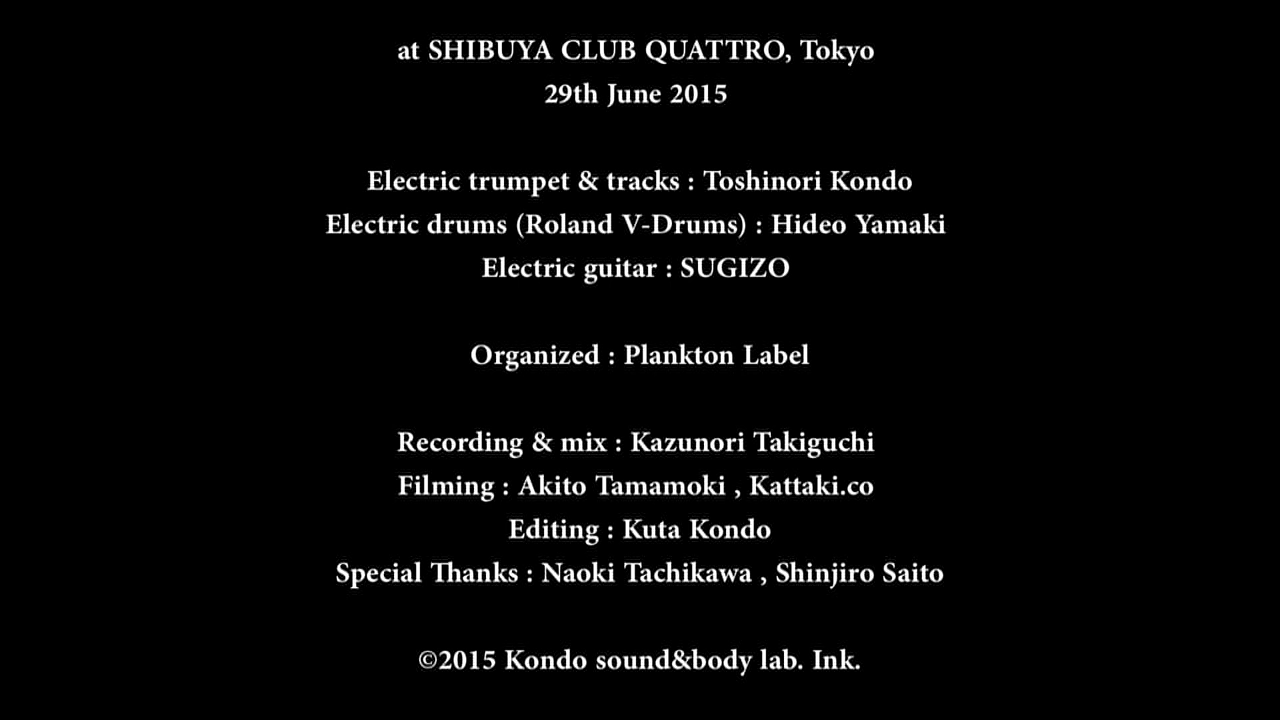 at SHIBUYA CLUB QUATTRO, Tokyo
29th June 2015
Electric trumpet & tracks : Toshinori Kondo
Electric drums (Roland V-Drums) : Hideo Yamaki
Electric guitar : SUGIZO
Organized : Plankton Label
Recording & mix : Kazunori Takiguchi
Filming : Akito Tamamoki , Kattaki.co
Editing : Kuta Kondo
Special Thanks : Naoki Tachikawa , Shinjiro Saito
©2015 Kondo sound&body lab. Ink.